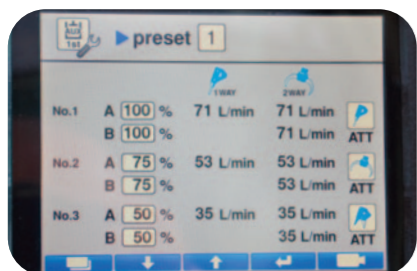 AUX
1st
preset 1
1WAY 2WAY
No.1 A 100 % 71 L/min 71 L/min
B 100 % 71 L/min ATT
No.2 A 75 % 53 L/min 53 L/min
B 75 % 53 L/min ATT
No.3 A 50 % 35 L/min 35 L/min
B 50 % 35 L/min ATT